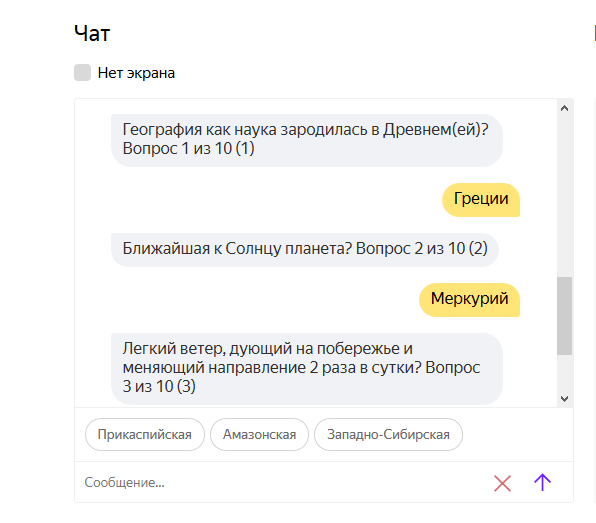 Чат
Нет экрана
География как наука зародилась в Древнем(ей)?
Вопрос 1 из 10 (1)
Греции
Ближайшая к Солнцу планета? Вопрос 2 из 10 (2)
Меркурий
Легкий ветер, дующий на побережье и
меняющий направление 2 раза в сутки? Вопрос
3 из 10 (3)
Прикаспийская Амазонская Западно-Сибирская
Сообщение...